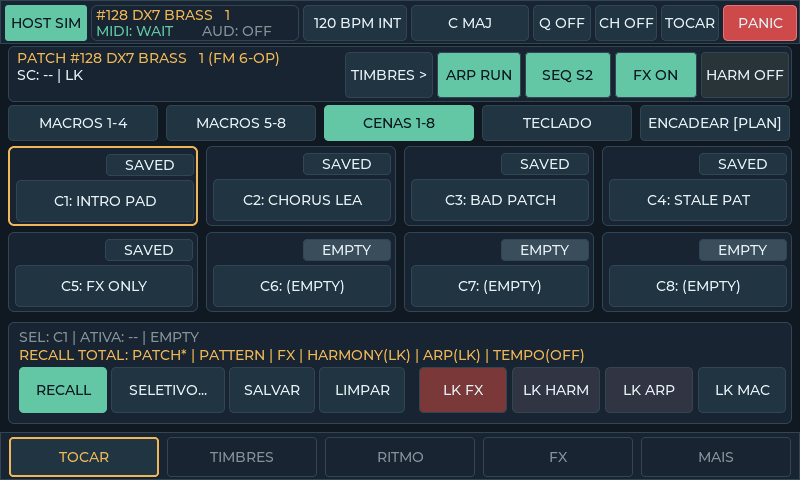 HOST SIM
#128 DX7 BRASS   1
MIDI: WAIT   AUD: OFF
120 BPM INT
C MAJ
Q OFF
CH OFF
TOCAR
PANIC
PATCH #128 DX7 BRASS   1 (FM 6-OP)
SC: -- | LK
TIMBRES >
ARP RUN
SEQ S2
FX ON
HARM OFF
MACROS 1-4
MACROS 5-8
CENAS 1-8
TECLADO
ENCADEAR [PLAN]
SAVED
C1: INTRO PAD
SAVED
C2: CHORUS LEA
SAVED
C3: BAD PATCH
SAVED
C4: STALE PAT
SAVED
C5: FX ONLY
EMPTY
C6: (EMPTY)
EMPTY
C7: (EMPTY)
EMPTY
C8: (EMPTY)
SEL: C1 | ATIVA: -- | EMPTY
RECALL TOTAL: PATCH* | PATTERN | FX | HARMONY(LK) | ARP(LK) | TEMPO(OFF)
RECALL
SELETIVO...
SALVAR
LIMPAR
LK FX
LK HARM
LK ARP
LK MAC
TOCAR
TIMBRES
RITMO
FX
MAIS